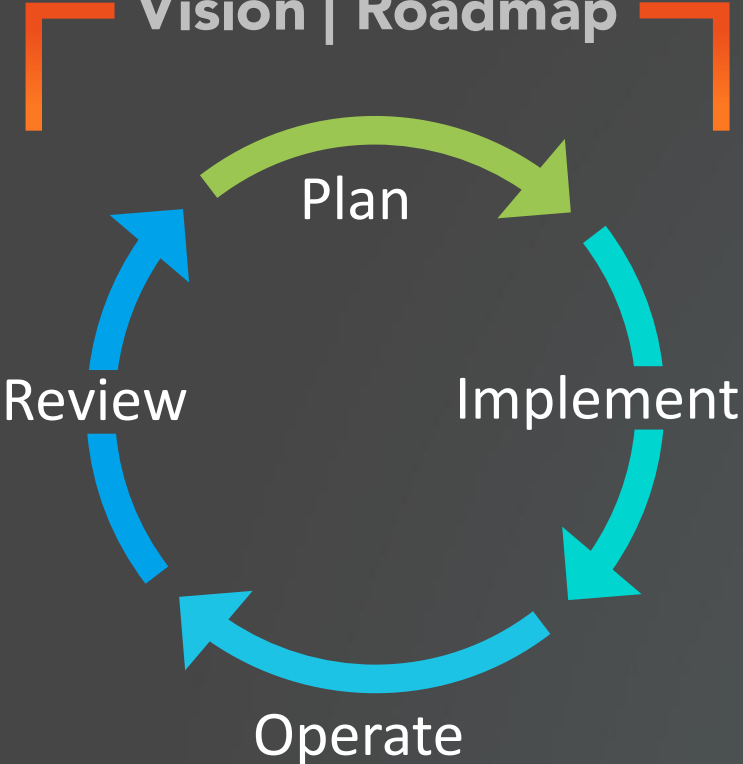 Vision | Roadmap
Plan
Review
Implement
Operate